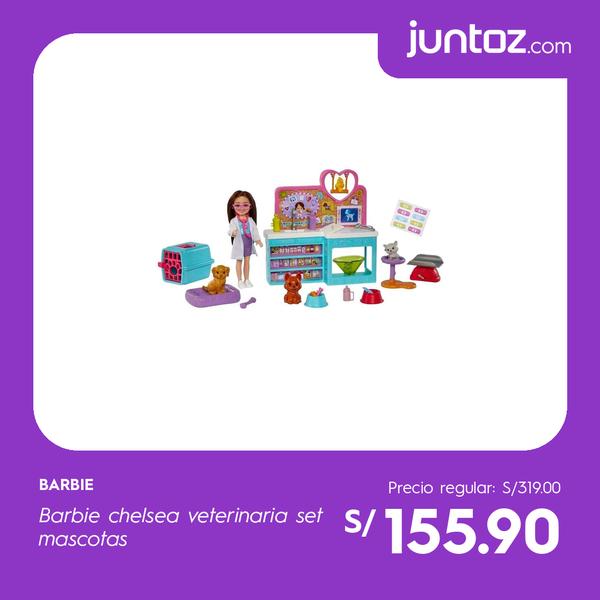 juntoz.com
BARBIE
Barbie chelsea veterinaria set
mascotas
Precio regular: S/319.00
S/155.90